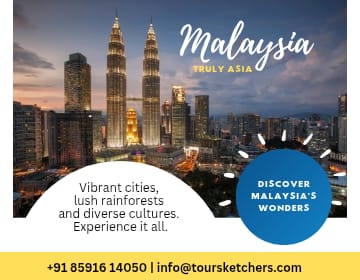 Malaysia
TRULY ASIA
Vibrant cities,
lush rainforests
and diverse cultures.
Experience it all.
DISCOVER
MALAYSIA'S
WONDERS
+91 85916 14050 | info@toursketchers.com